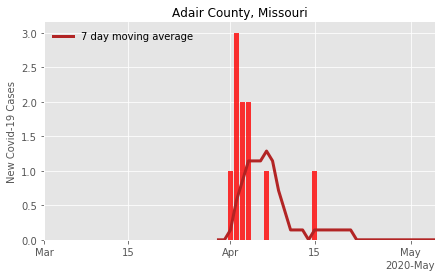 Adair County, Missouri
7 day moving average
New Covid-19 Cases
3.0
2.5
2.0
1.5
1.0
0.5
0.0
Mar 15 Apr 15 May
2020-May